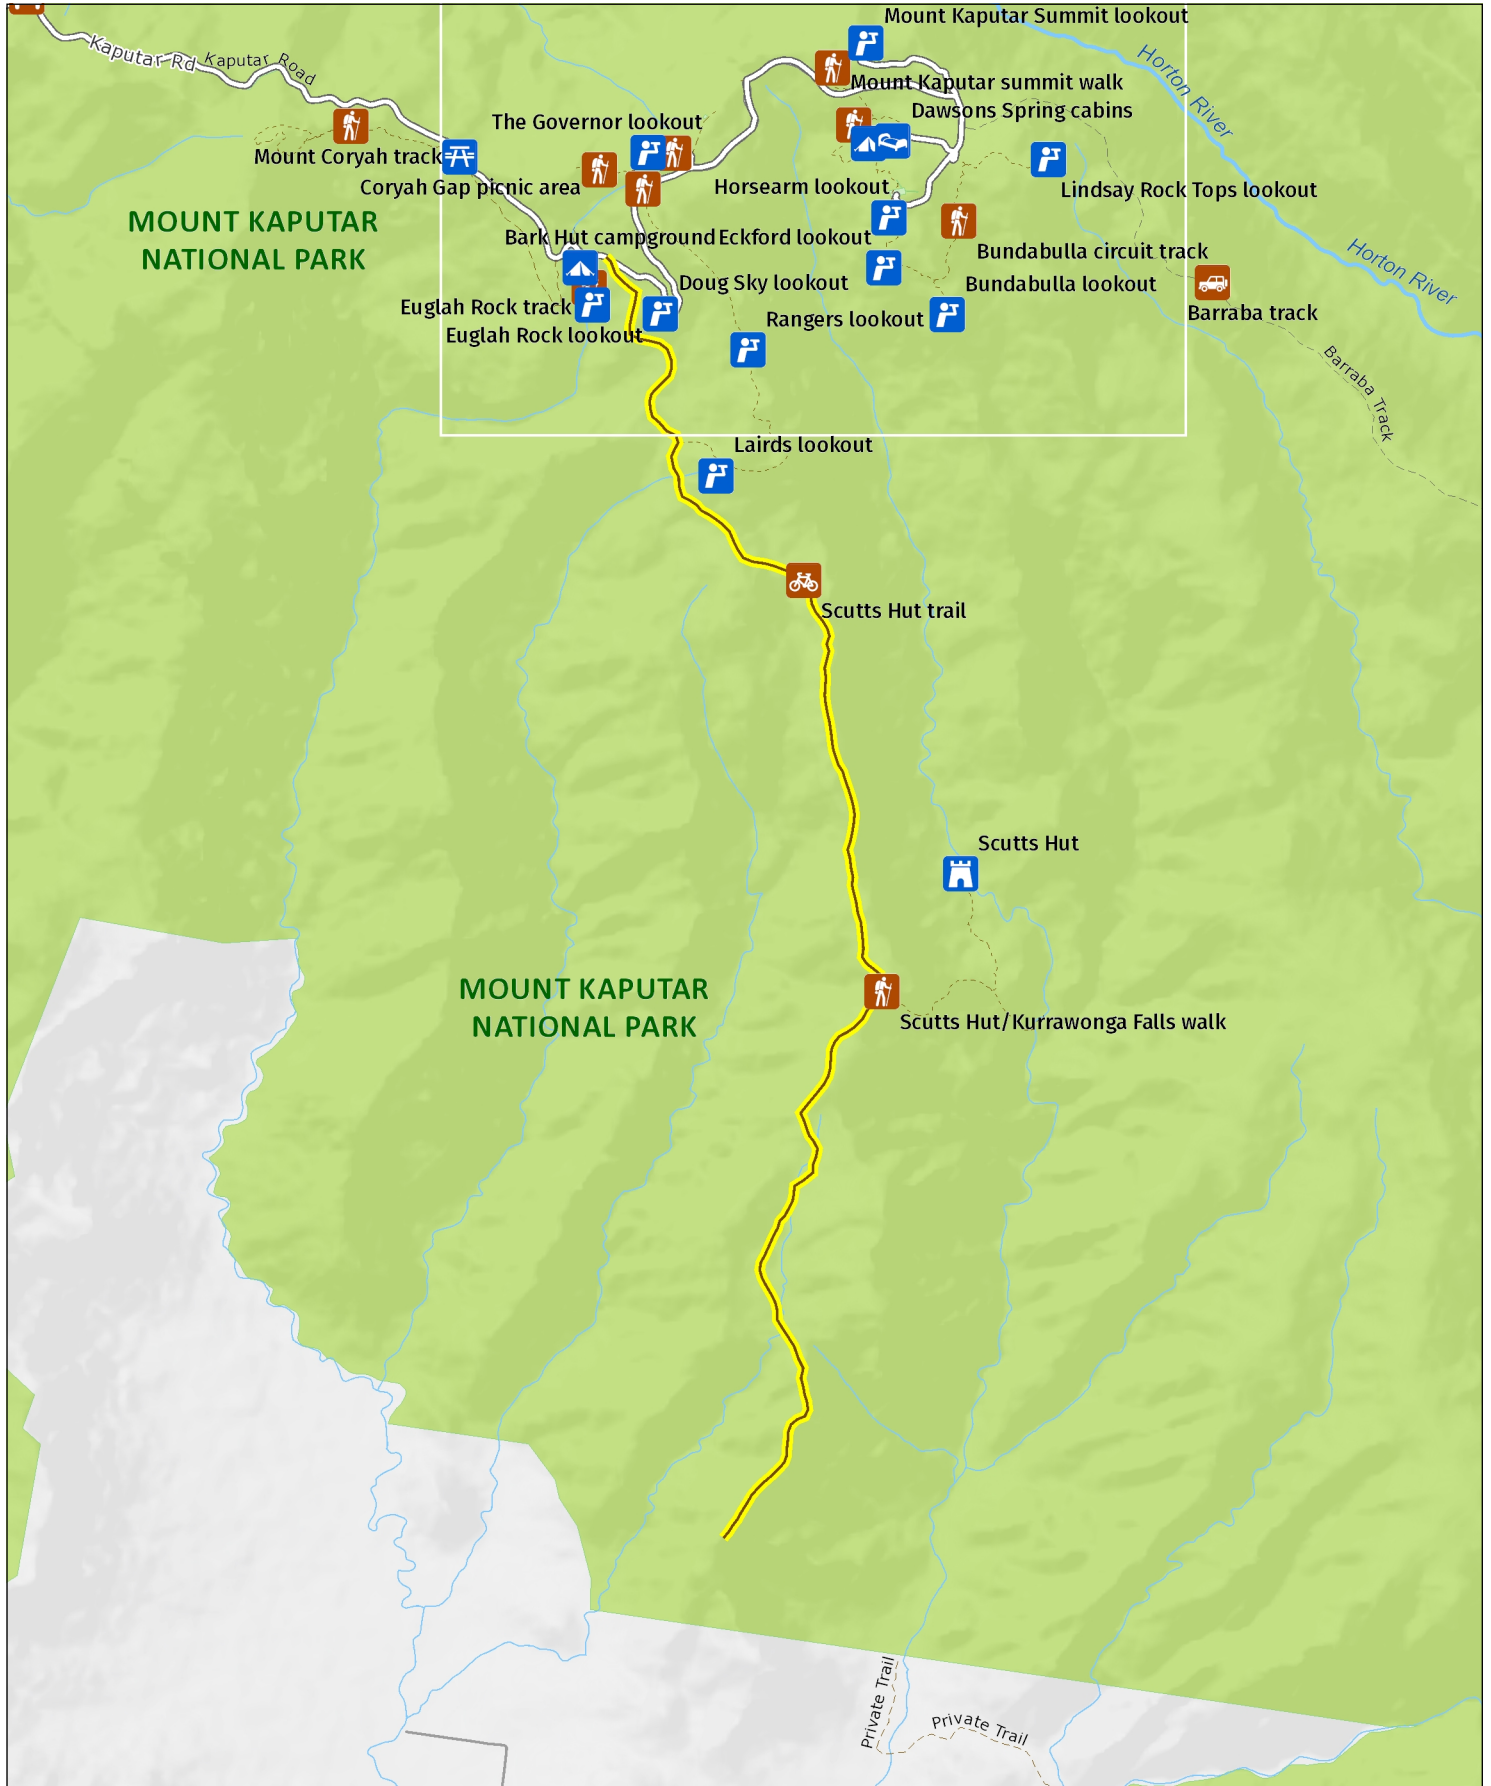 Mount Kaputar Summit lookout
Kaputar Rd
Kaputar Road
Horton River
Mount Kaputar summit walk
Dawsons Spring cabins
The Governor lookout
Mount Coryah track
Coryah Gap picnic area
Horsearm lookout
Lindsay Rock Tops lookout
MOUNT KAPUTAR
NATIONAL PARK
Bark Hut campground
Eckford lookout
Bundabulla circuit track
Horton River
Doug Sky lookout
Bundabulla lookout
Euglah Rock track
Rangers lookout
Barraba track
Euglah Rock lookout
Barraba Track
Lairds lookout
Scutts Hut trail
Scutts Hut
MOUNT KAPUTAR
NATIONAL PARK
Scutts Hut/Kurrawonga Falls walk
Private Trail
Private Trail